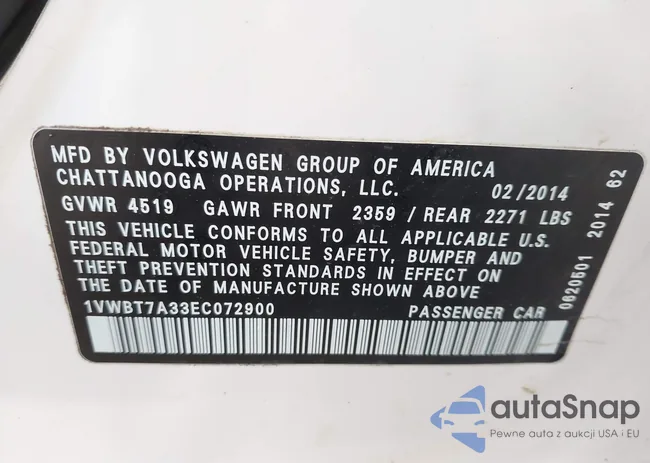 MFD BY VOLKSWAGEN GROUP OF AMERICA
CHATTANOOGA OPERATIONS, LLC. 02/2014
GVWR 4519 GAWR FRONT 2359 / REAR 2271 LBS
THIS VEHICLE CONFORMS TO ALL APPLICABLE U.S.
FEDERAL MOTOR VEHICLE SAFETY, BUMPER AND
THEFT PREVENTION STANDARDS IN EFFECT ON
THE DATE OF MANUFACTURE SHOWN ABOVE
1VWBT7A33EC072900 PASSENGER CAR
0620501 2014 62
autaSnap
Pewne auta z aukcji USA i EU